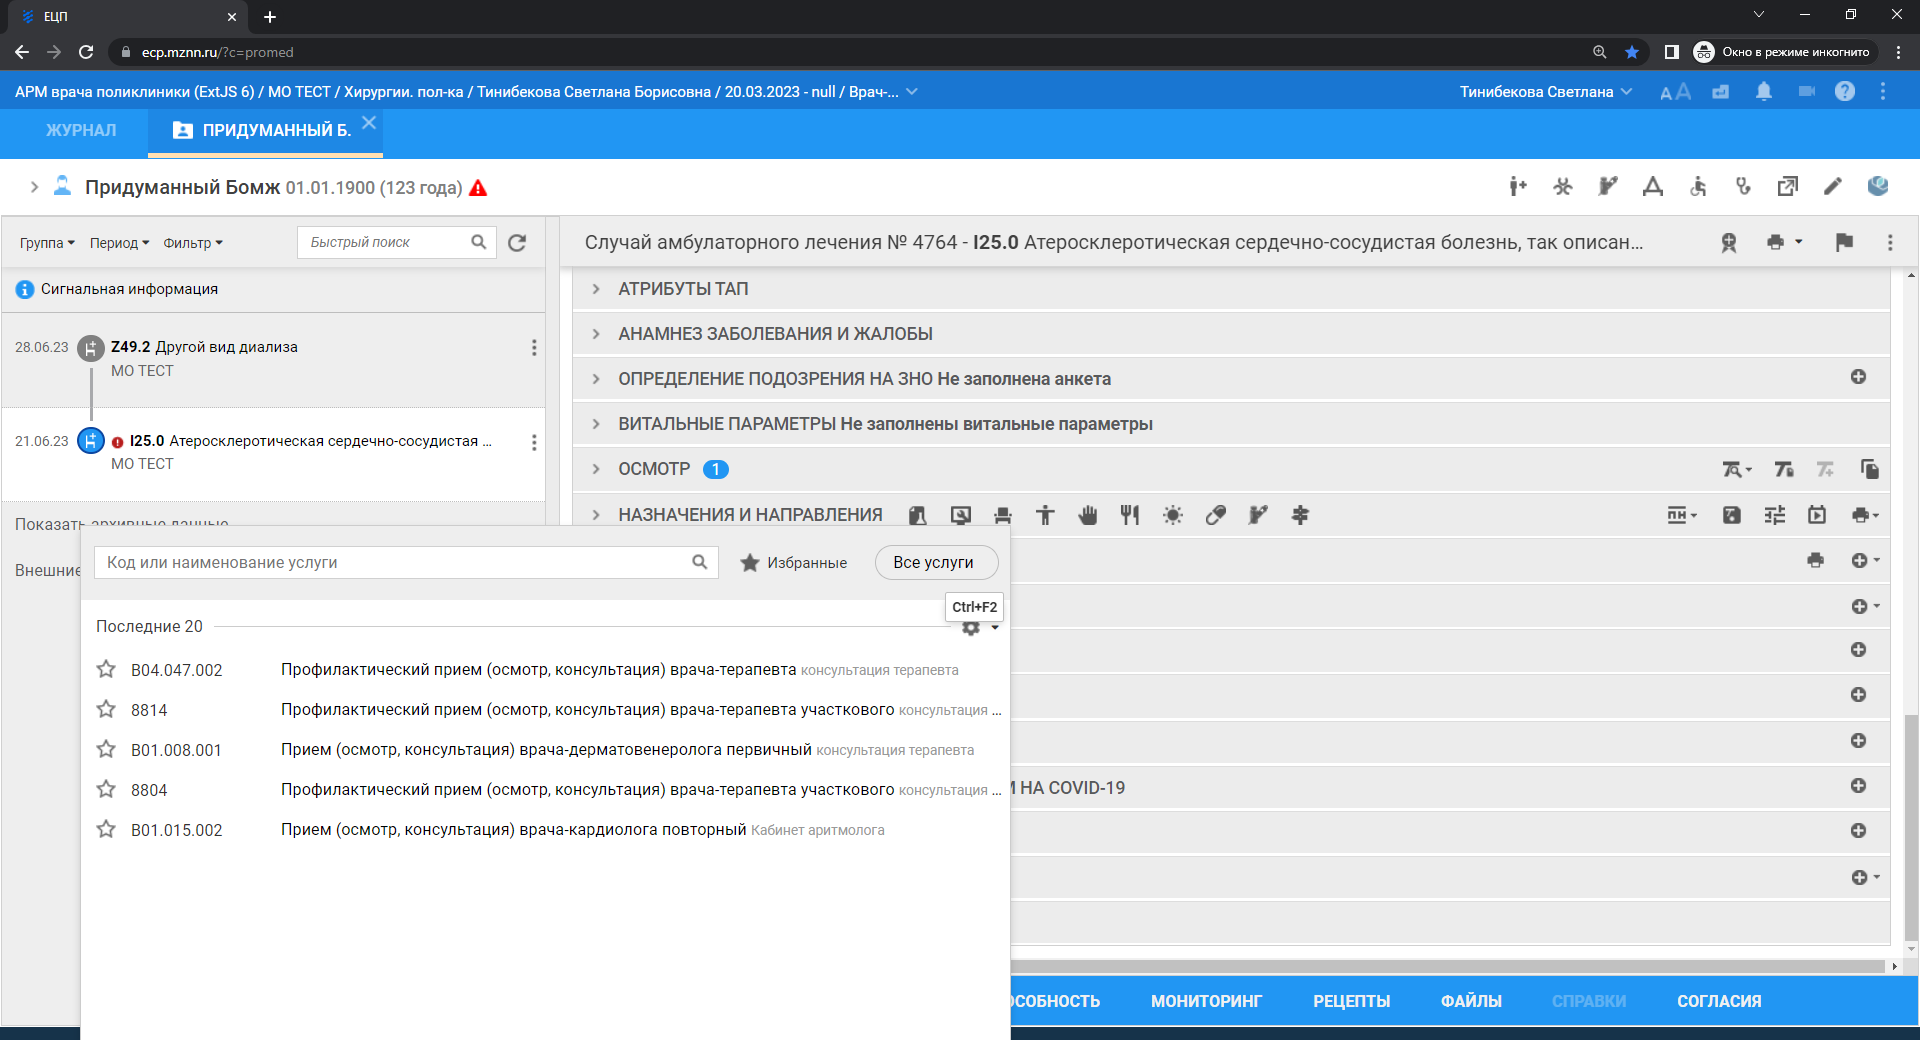 ЕЦП
ecp.mznn.ru/?c=promed
Окно в режиме инкогнито
АРМ врача поликлиники (ExtJS 6) / МО ТЕСТ / Хирургии. пол-ка / Тинибекова Светлана Борисовна / 20.03.2023 - null / Врач-...
Тинибекова Светлана
ЖУРНАЛ
ПРИДУМАННЫЙ Б.
Придуманный Бомж 01.01.1900 (123 года)
Группа
Период
Фильтр
Быстрый поиск
Случай амбулаторного лечения № 4764 - I25.0 Атеросклеротическая сердечно-сосудистая болезнь, так описан...
Сигнальная информация
28.06.23
Z49.2 Другой вид диализа
МО ТЕСТ
21.06.23
I25.0 Атеросклеротическая сердечно-сосудистая ...
МО ТЕСТ
Показать архивные данные
Внешние
АТРИБУТЫ ТАП
АНАМНЕЗ ЗАБОЛЕВАНИЯ И ЖАЛОБЫ
ОПРЕДЕЛЕНИЕ ПОДОЗРЕНИЯ НА ЗНО Не заполнена анкета
ВИТАЛЬНЫЕ ПАРАМЕТРЫ Не заполнены витальные параметры
ОСМОТР 1
НАЗНАЧЕНИЯ И НАПРАВЛЕНИЯ
ПН
Код или наименование услуги
Избранные
Все услуги
Ctrl+F2
Последние 20
B04.047.002 Профилактический прием (осмотр, консультация) врача-терапевта консультация терапевта
8814 Профилактический прием (осмотр, консультация) врача-терапевта участкового консультация ...
B01.008.001 Прием (осмотр, консультация) врача-дерматовенеролога первичный консультация терапевта
8804 Профилактический прием (осмотр, консультация) врача-терапевта участкового консультация ...
B01.015.002 Прием (осмотр, консультация) врача-кардиолога повторный Кабинет аритмолога
НА COVID-19
ОСОБНОСТЬ
МОНИТОРИНГ
РЕЦЕПТЫ
ФАЙЛЫ
СПРАВКИ
СОГЛАСИЯ